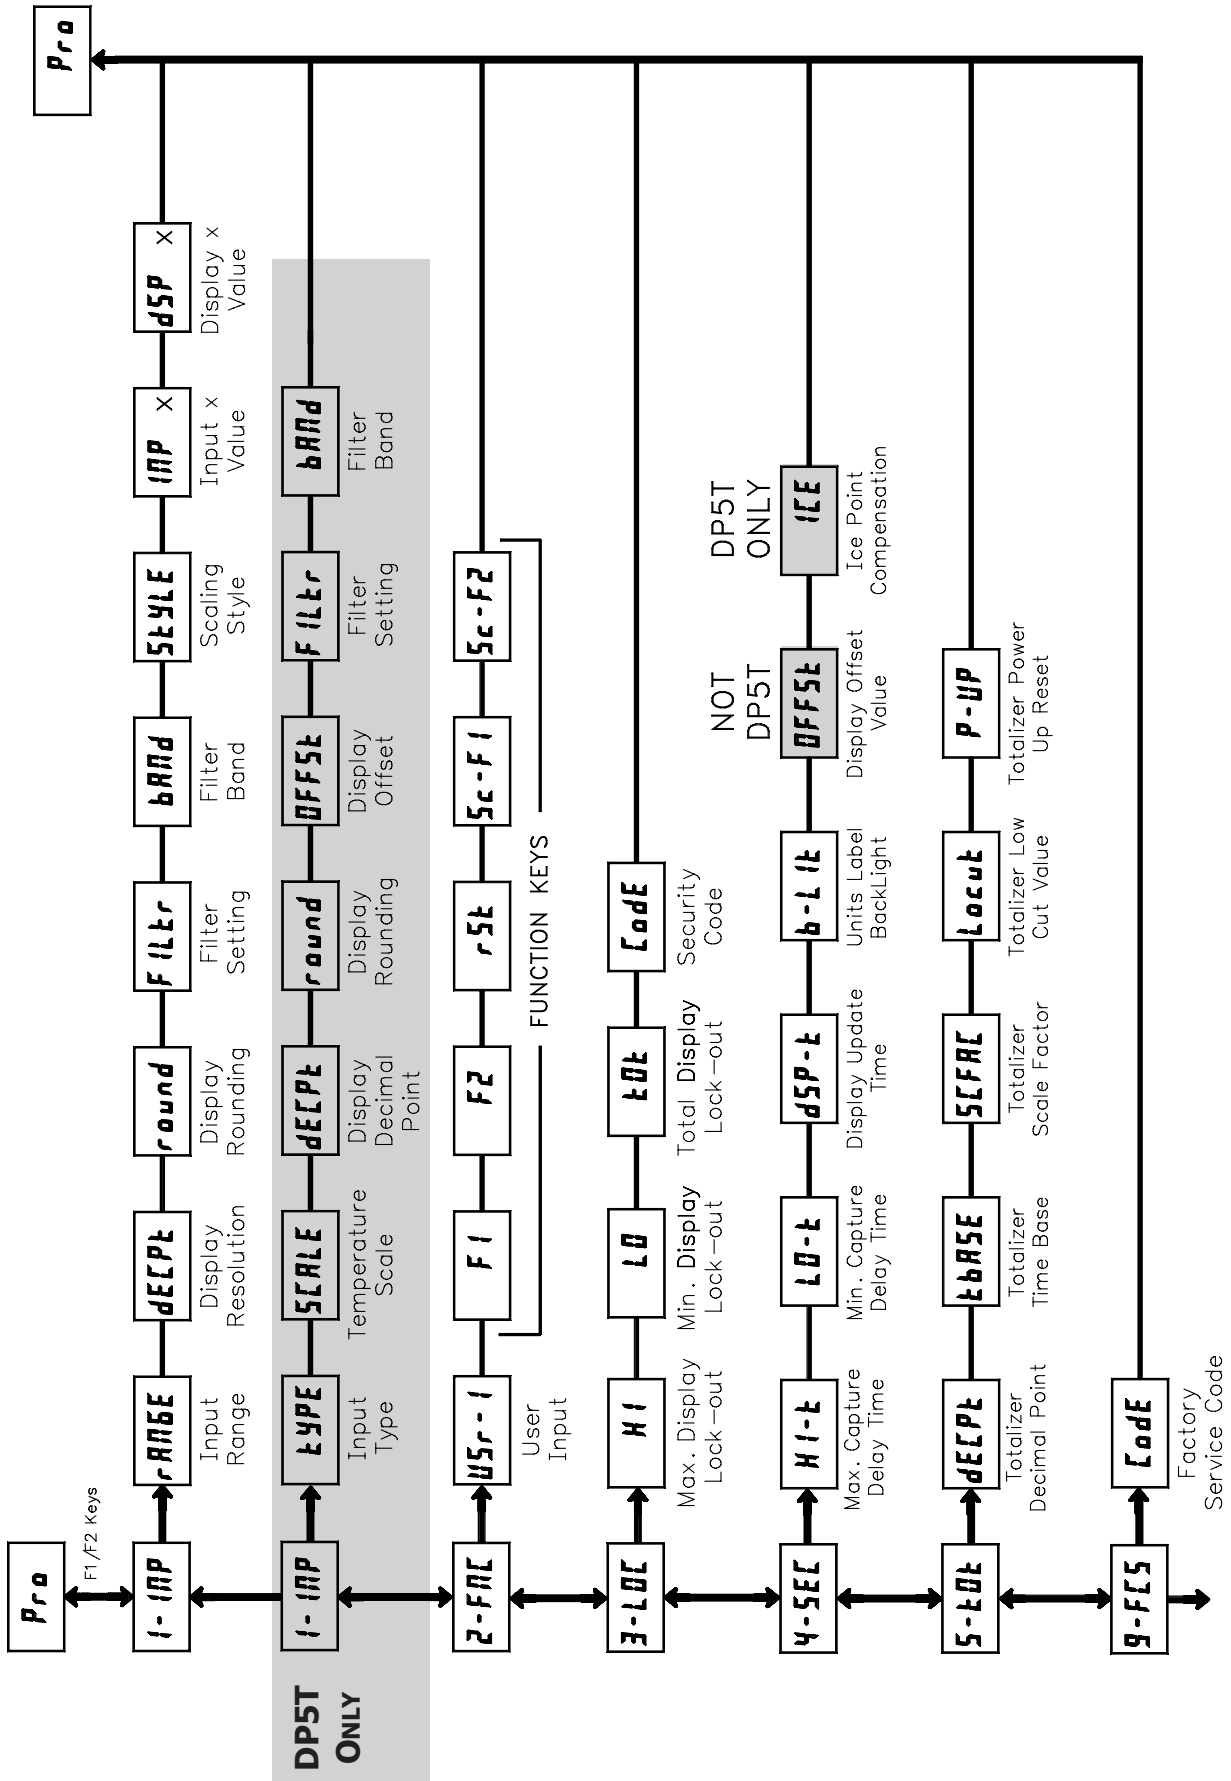 Pro
F1/F2 Keys
Pro
1-INP
rANGE
dECPt
round
FILtr
bANd
StYLE
INP x
dSP x
Input
Range
Display
Resolution
Display
Rounding
Filter
Setting
Filter
Band
Scaling
Style
Input x
Value
Display x
Value
DP5T
ONLY
1-INP
tYPE
SCALE
dECPt
round
OFFSt
FILtr
bANd
Input
Type
Temperature
Scale
Display
Decimal
Point
Display
Rounding
Display
Offset
Filter
Setting
Filter
Band
2-FNC
USr-1
F1
F2
rSt
Sc-F1
Sc-F2
User
Input
FUNCTION KEYS
3-LOC
HI
LO
tOt
CodE
Max. Display
Lock-out
Min. Display
Lock-out
Total Display
Lock-out
Security
Code
NOT
DP5T
DP5T
ONLY
4-SEC
HI-t
LO-t
dSP-t
b-LIt
OFFSt
ICE
Max. Capture
Delay Time
Min. Capture
Delay Time
Display Update
Time
Units Label
BackLight
Display Offset
Value
Ice Point
Compensation
5-tOt
dECPt
tbASE
SCFAC
Locut
P-UP
Totalizer
Decimal Point
Totalizer
Time Base
Totalizer
Scale Factor
Totalizer Low
Cut Value
Totalizer Power
Up Reset
9-FCS
CodE
Factory
Service Code